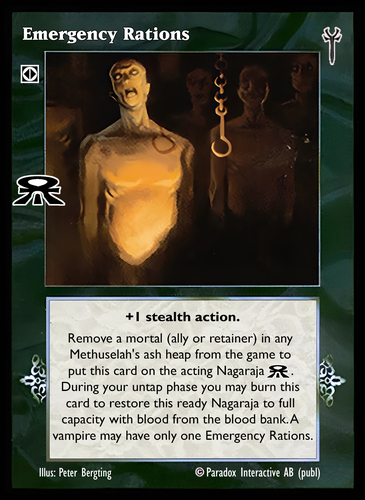 Emergency Rations
+1 stealth action.
Remove a mortal (ally or retainer) in any
Methuselah's ash heap from the game to
put this card on the acting Nagaraja .
During your untap phase you may burn this
card to restore this ready Nagaraja to full
capacity with blood from the blood bank. A
vampire may have only one Emergency Rations.
Illus: Peter Bergting © Paradox Interactive AB (publ)